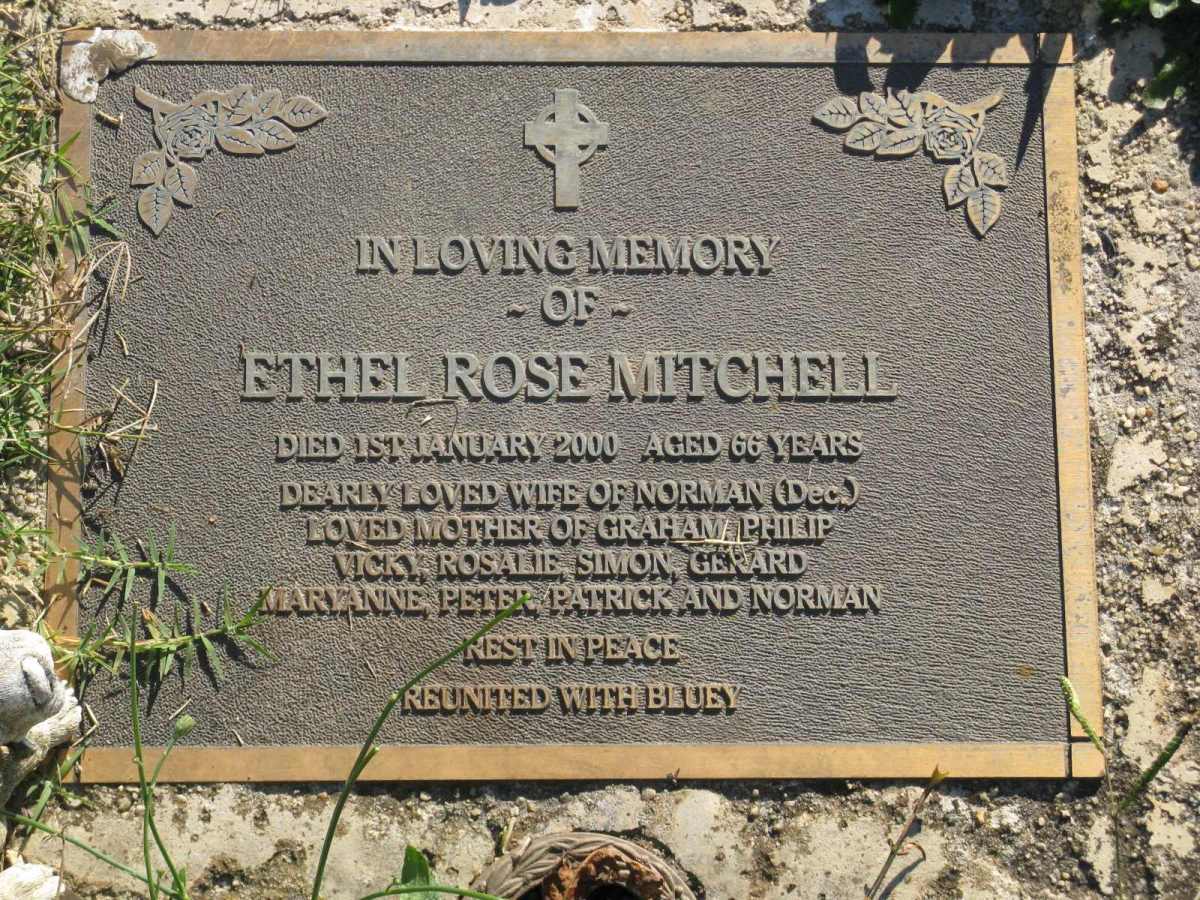 IN LOVING MEMORY
~ OF ~
ETHEL ROSE MITCHELL
DIED 1ST JANUARY 2000 AGED 66 YEARS
DEARLY LOVED WIFE OF NORMAN (Dec.)
LOVED MOTHER OF GRAHAM, PHILIP
VICKY, ROSALIE, SIMON, GERARD
MARYANNE, PETER, PATRICK AND NORMAN
REST IN PEACE
REUNITED WITH BLUEY